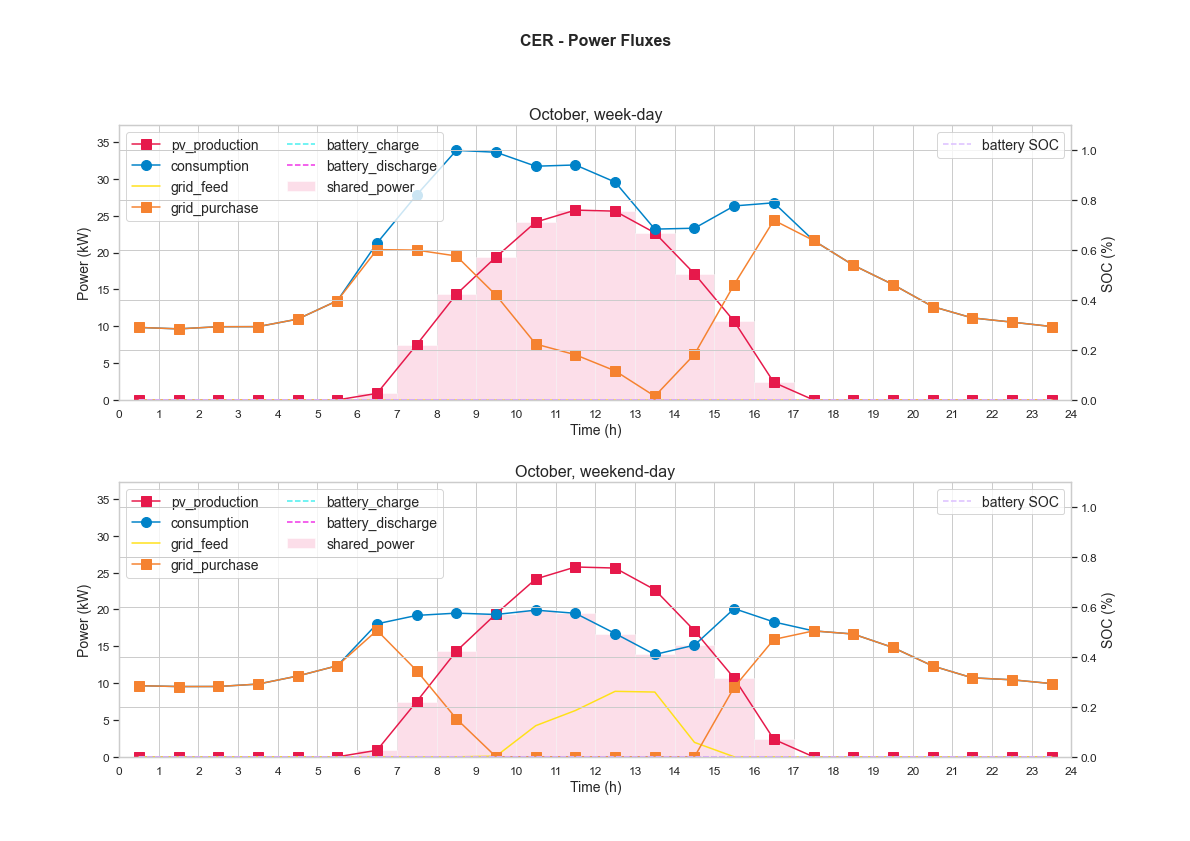 CER - Power Fluxes
October, week-day
pv_production
consumption
grid_feed
grid_purchase
battery_charge
battery_discharge
shared_power
battery SOC
Power (kW)
35
30
25
20
15
10
5
0
SOC (%)
1.0
0.8
0.6
0.4
0.2
0.0
0 1 2 3 4 5 6 7 8 9 10 11 12 13 14 15 16 17 18 19 20 21 22 23 24
Time (h)
October, weekend-day
pv_production
consumption
grid_feed
grid_purchase
battery_charge
battery_discharge
shared_power
battery SOC
Power (kW)
35
30
25
20
15
10
5
0
SOC (%)
1.0
0.8
0.6
0.4
0.2
0.0
0 1 2 3 4 5 6 7 8 9 10 11 12 13 14 15 16 17 18 19 20 21 22 23 24
Time (h)